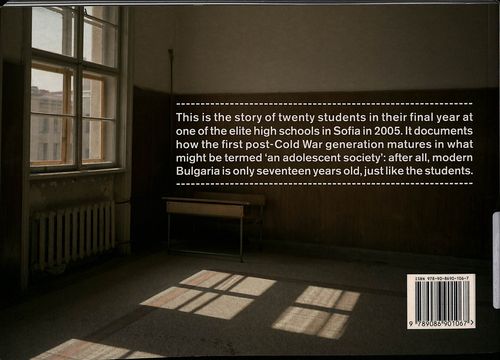 This is the story of twenty students in their final year at
one of the elite high schools in Sofia in 2005. It documents
how the first post-Cold War generation matures in what
might be termed 'an adolescent society': after all, modern
Bulgaria is only seventeen years old, just like the students.
ISBN 978-90-8690-106-7
9 789086 901067 >